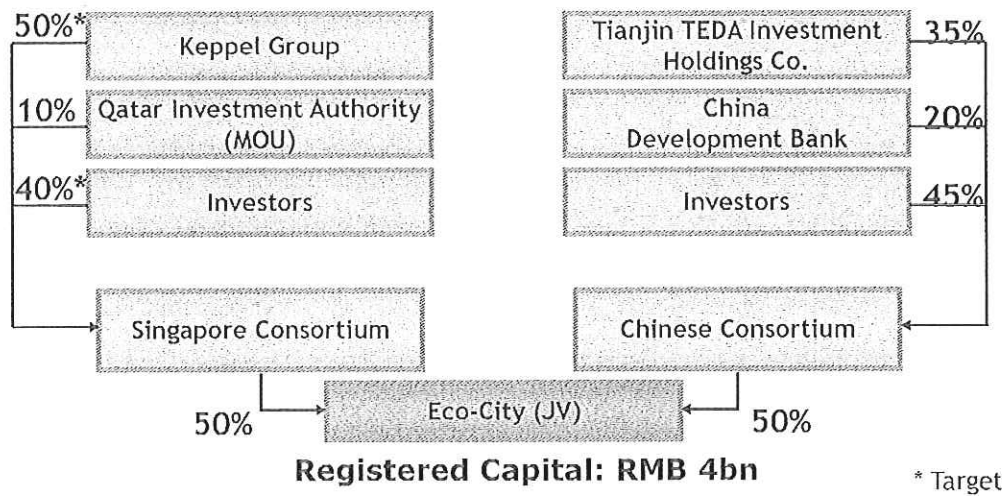 50%*
Keppel Group
10%
Qatar Investment Authority
(MOU)
40%*
Investors
Tianjin TEDA Investment
Holdings Co.
35%
China
Development Bank
20%
Investors
45%
Singapore Consortium
Chinese Consortium
50%
Eco-City (JV)
50%
Registered Capital: RMB 4bn
* Target